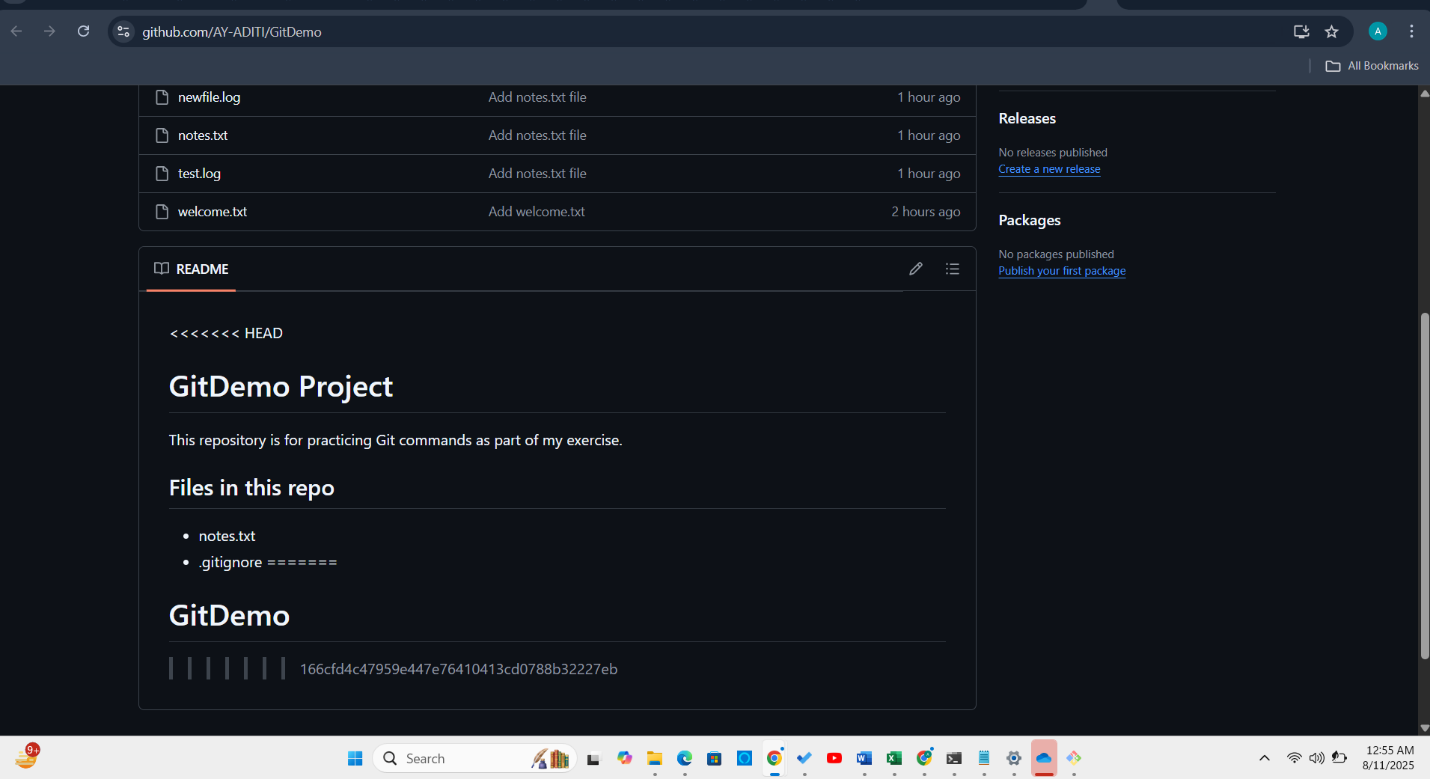 github.com/AY-ADITI/GitDemo
A
All Bookmarks
newfile.log Add notes.txt file 1 hour ago
notes.txt Add notes.txt file 1 hour ago
test.log Add notes.txt file 1 hour ago
welcome.txt Add welcome.txt 2 hours ago
README
<<<<<<< HEAD
GitDemo Project
This repository is for practicing Git commands as part of my exercise.
Files in this repo
• notes.txt
• .gitignore =======
GitDemo
166cfd4c47959e447e76410413cd0788b32227eb
Releases
No releases published
Create a new release
Packages
No packages published
Publish your first package
9+
Search
12:55 AM
8/11/2025